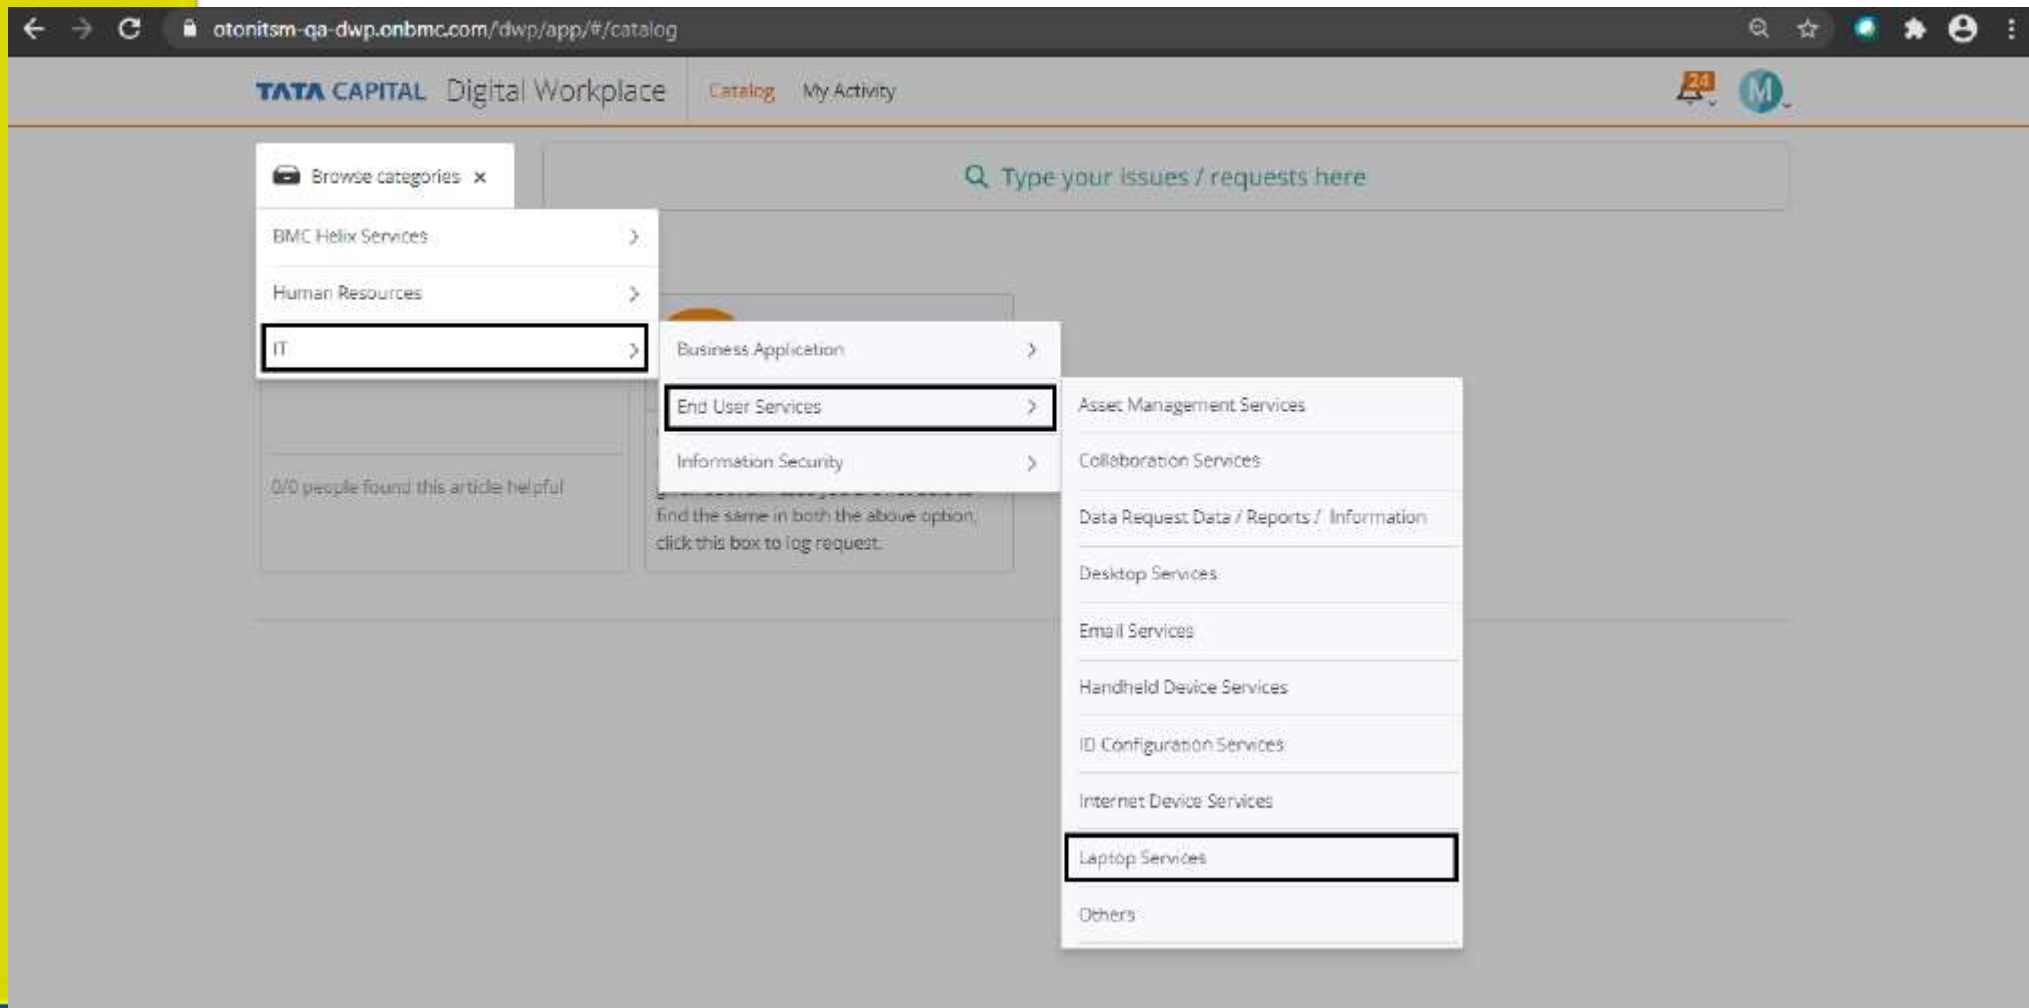 otonitsm-qa-dwp.onbmc.com/dwp/app/#/catalog
TATA CAPITAL Digital Workplace Catalog My Activity
24
M
Browse categories x
Type your issues / requests here
BMC Helix Services
Human Resources
IT
Business Application
End User Services
Information Security
Asset Management Services
Collaboration Services
Data Request Data / Reports / Information
Desktop Services
Email Services
Handheld Device Services
ID Configuration Services
Internet Device Services
Laptop Services
Others
0/0 people found this article helpful
find the same in both the above option,
click this box to log request.